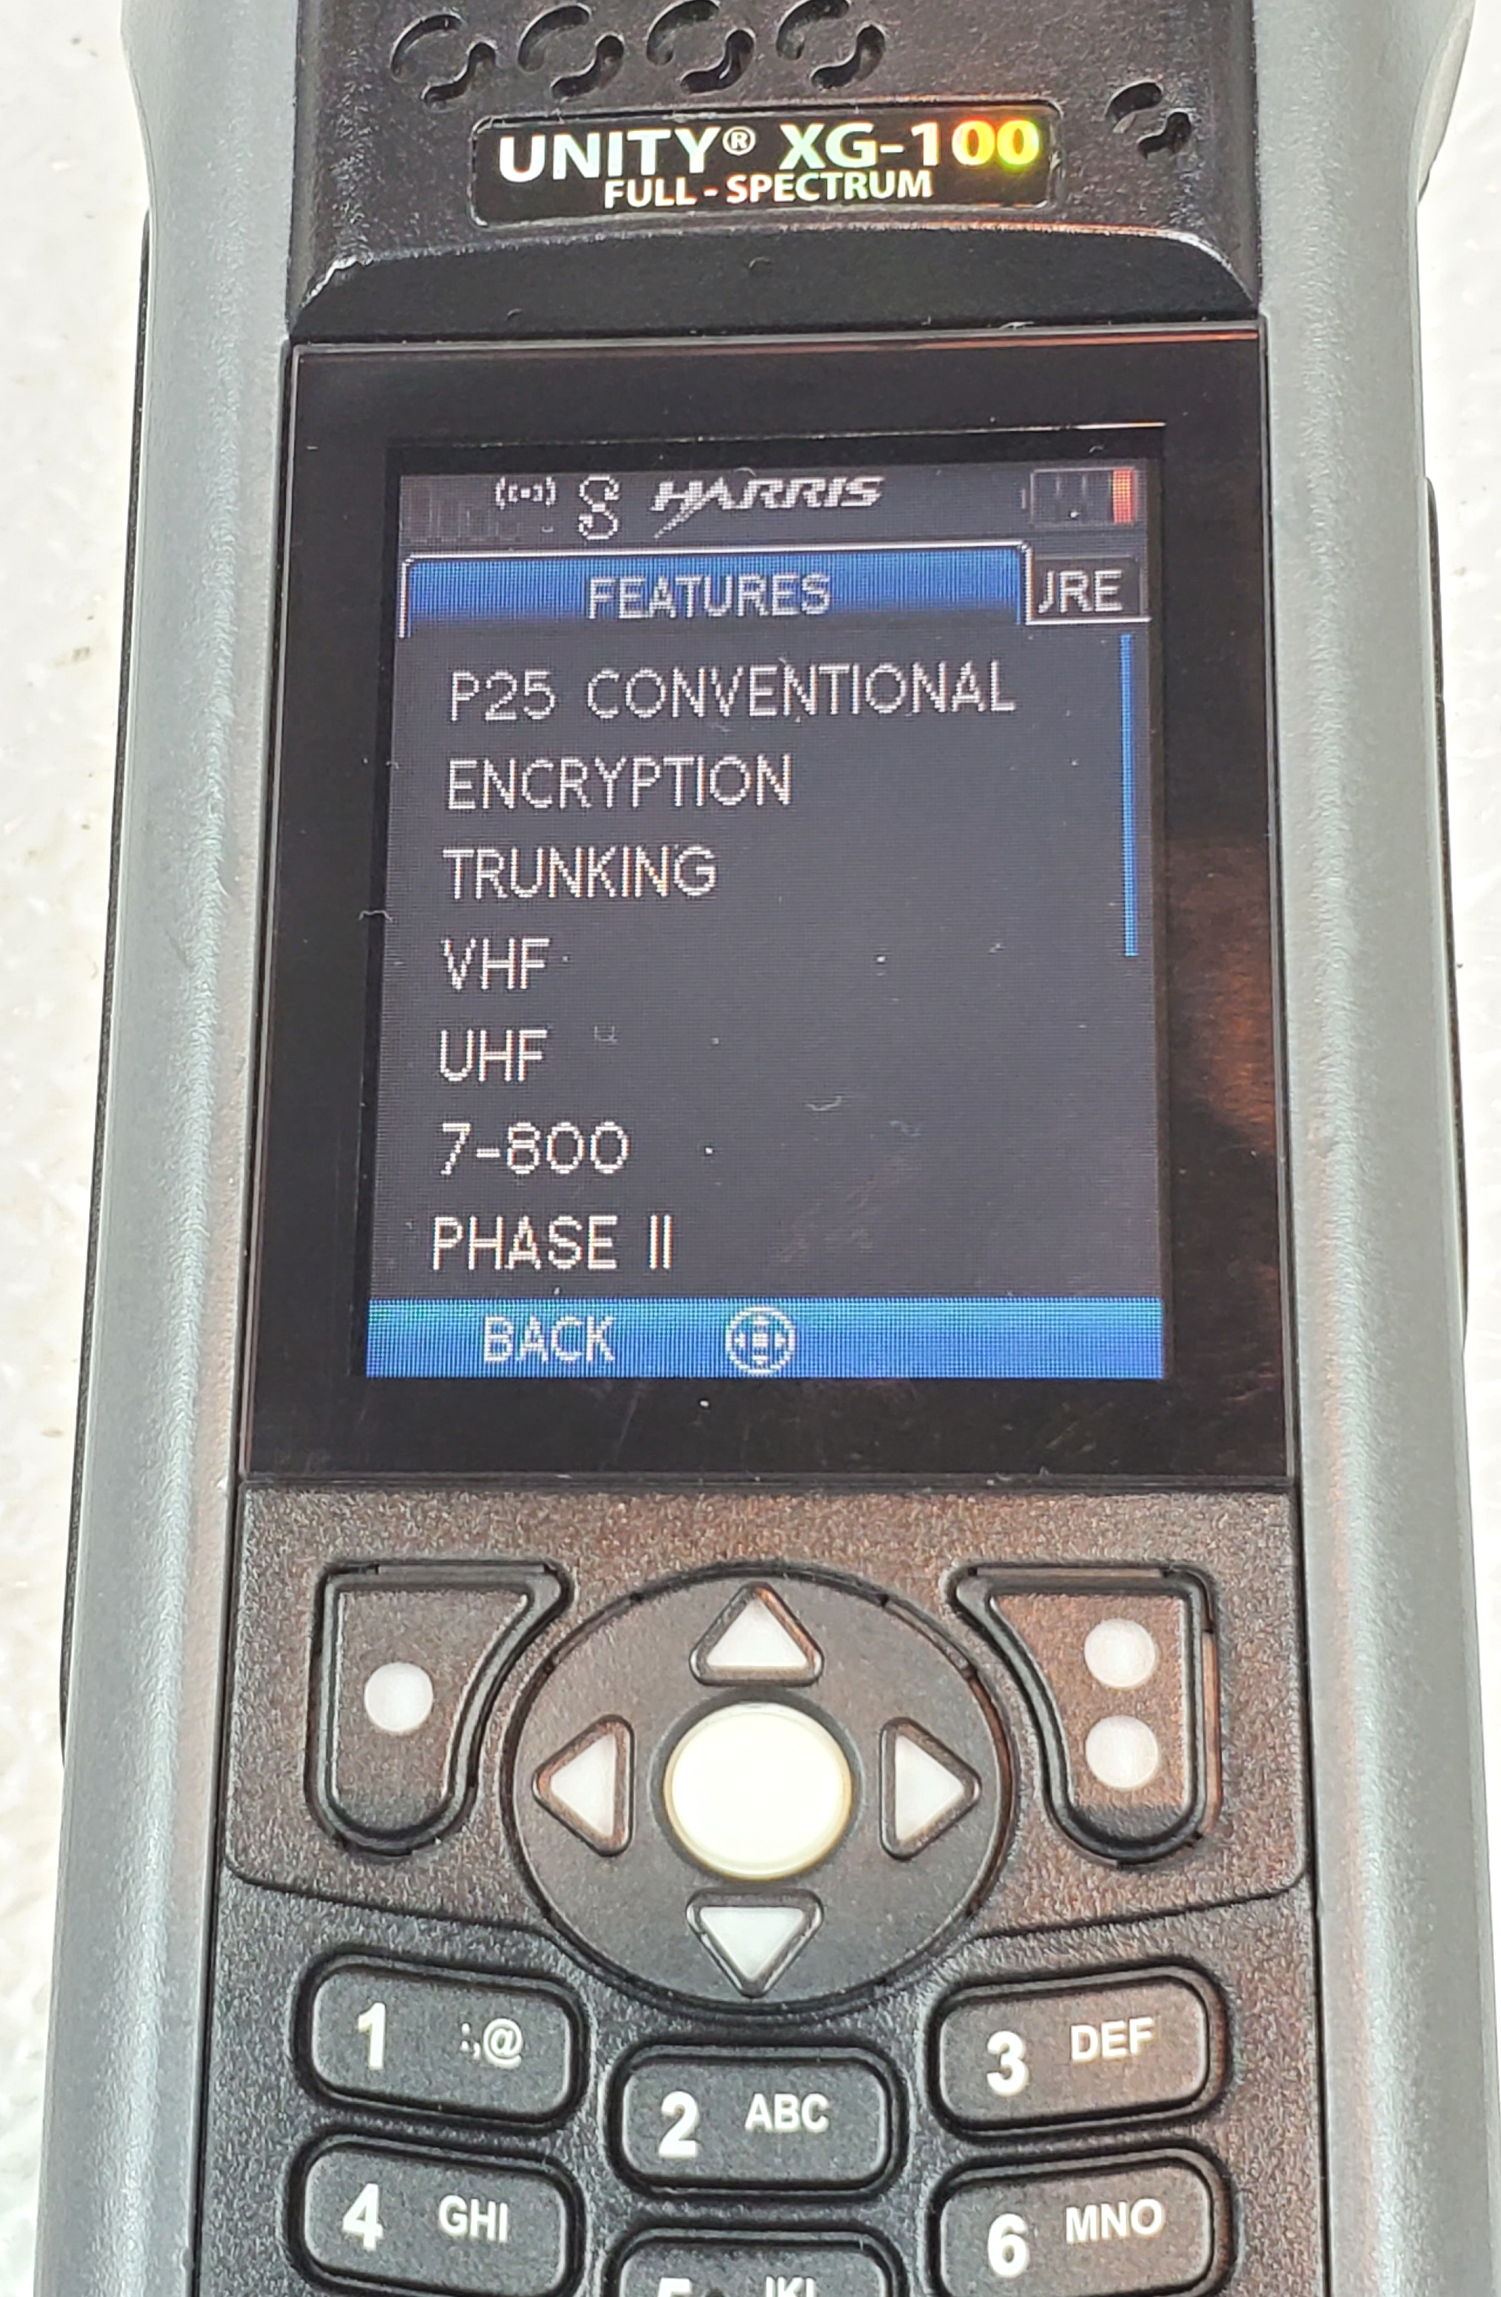 UNITY® XG-100
FULL-SPECTRUM
HARRIS
FEATURES
P25 CONVENTIONAL
ENCRYPTION
TRUNKING
VHF
UHF
7-800
PHASE II
BACK
1 :,@
2 ABC
3 DEF
4 GHI
6 MNO